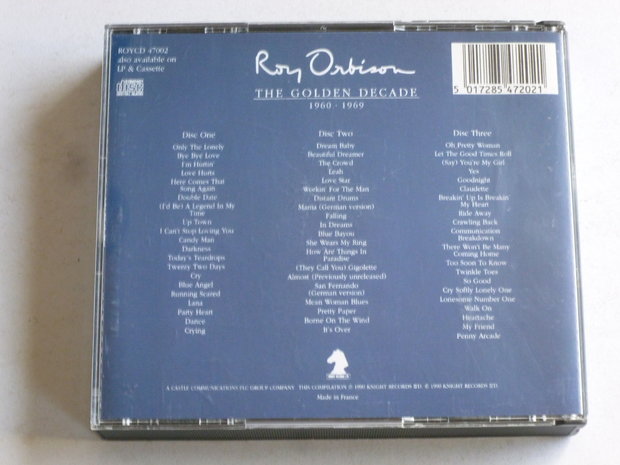 ROYCD 47002
also available on
LP & Cassette
Roy Orbison
THE GOLDEN DECADE
1960 - 1969
5 017285 472021
Disc One
Only The Lonely
Bye Bye Love
I'm Hurtin'
Love Hurts
Here Comes That
Song Again
Double Date
(I'd Be) A Legend In My
Time
Up Town
I Can't Stop Loving You
Candy Man
Darkness
Today's Teardrops
Twenty Two Days
Cry
Blue Angel
Running Scared
Lana
Party Heart
Dance
Crying
Disc Two
Dream Baby
Beautiful Dreamer
The Crowd
Leah
Love Star
Workin' For The Man
Distant Drums
Mama (German version)
Falling
In Dreams
Blue Bayou
She Wears My Ring
How Are Things In
Paradise
(They Call You) Gigolette
Almost (Previously unreleased)
San Fernando
(German version)
Mean Woman Blues
Pretty Paper
Borne On The Wind
It's Over
Disc Three
Oh Pretty Woman
Let The Good Times Roll
(Say) You're My Girl
Yes
Goodnight
Claudette
Breakin' Up Is Breakin'
My Heart
Ride Away
Crawling Back
Communication
Breakdown
There Won't Be Many
Coming Home
Too Soon To Know
Twinkle Toes
So Good
Cry Softly Lonely One
Lonesome Number One
Walk On
Heartache
My Friend
Penny Arcade
A CASTLE COMMUNICATIONS PLC GROUP COMPANY THIS COMPILATION ℗ 1990 KNIGHT RECORDS LTD. © 1990 KNIGHT RECORDS LTD.
Made in France